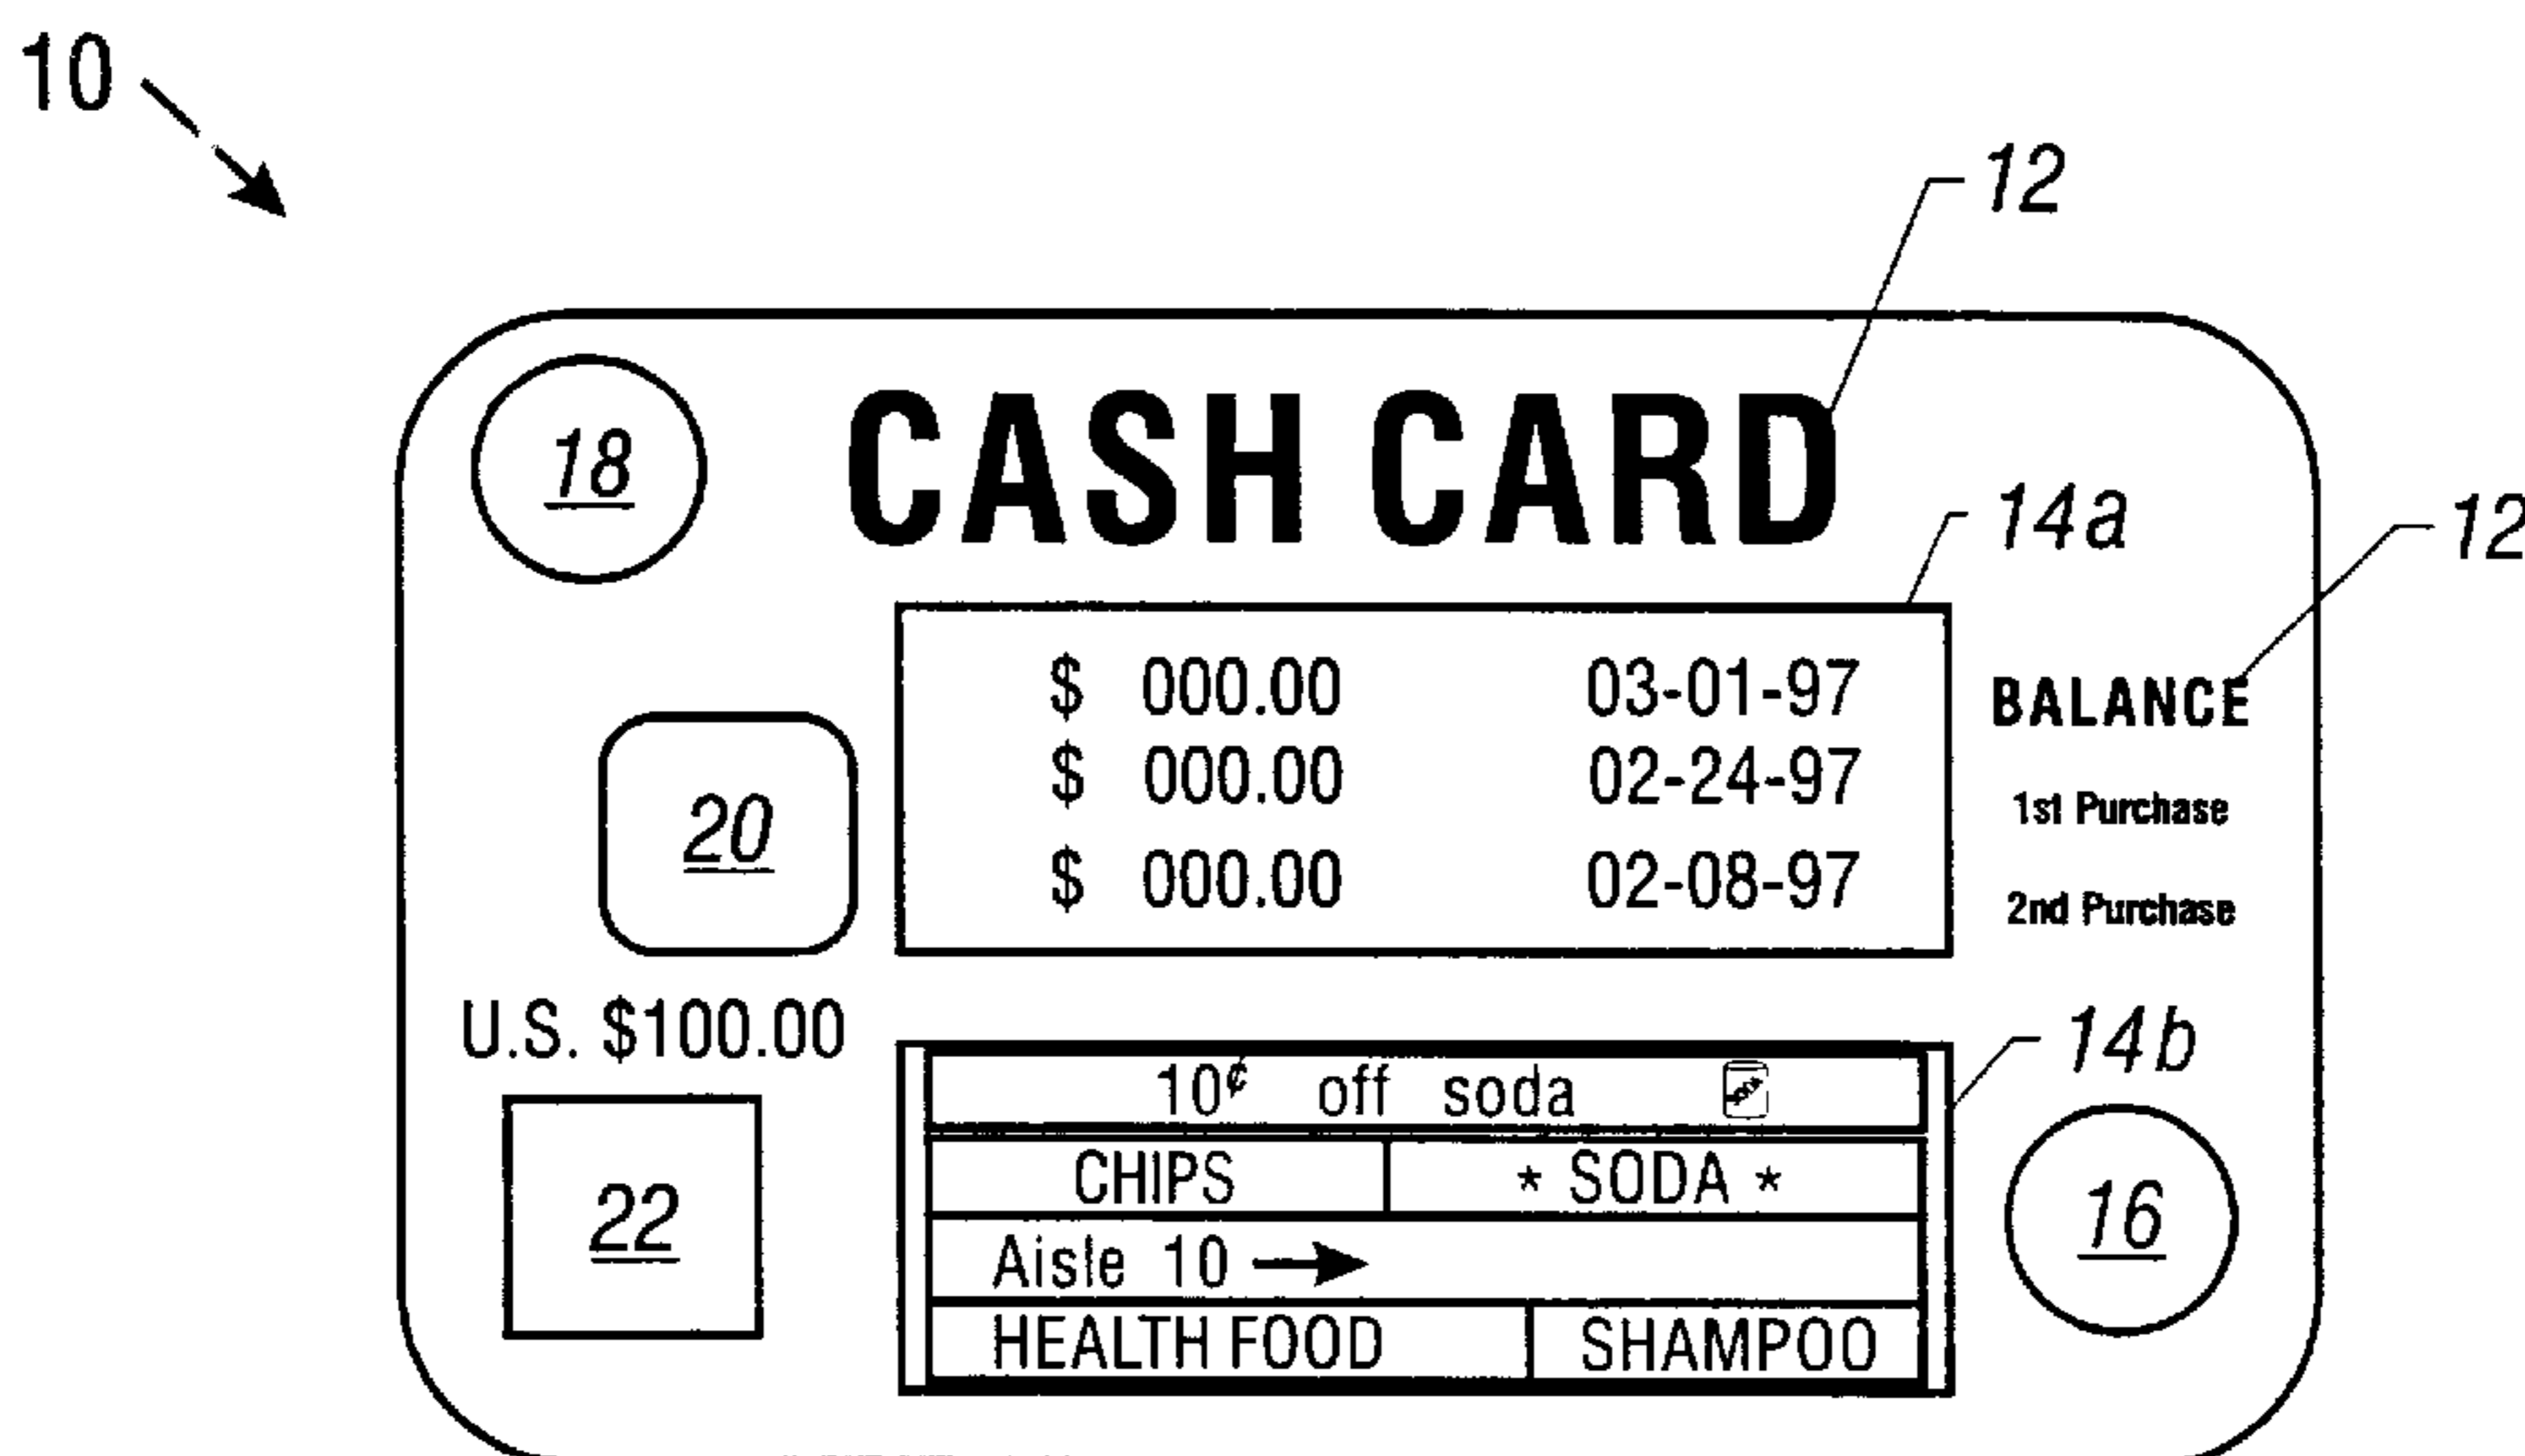 10
12
18
CASH CARD
14a
12
$ 000.00 03-01-97 BALANCE
$ 000.00 02-24-97 1st Purchase
$ 000.00 02-08-97 2nd Purchase
20
U.S. $100.00
14b
10¢ off soda
CHIPS * SODA *
22
16
Aisle 10 →
HEALTH FOOD SHAMPOO